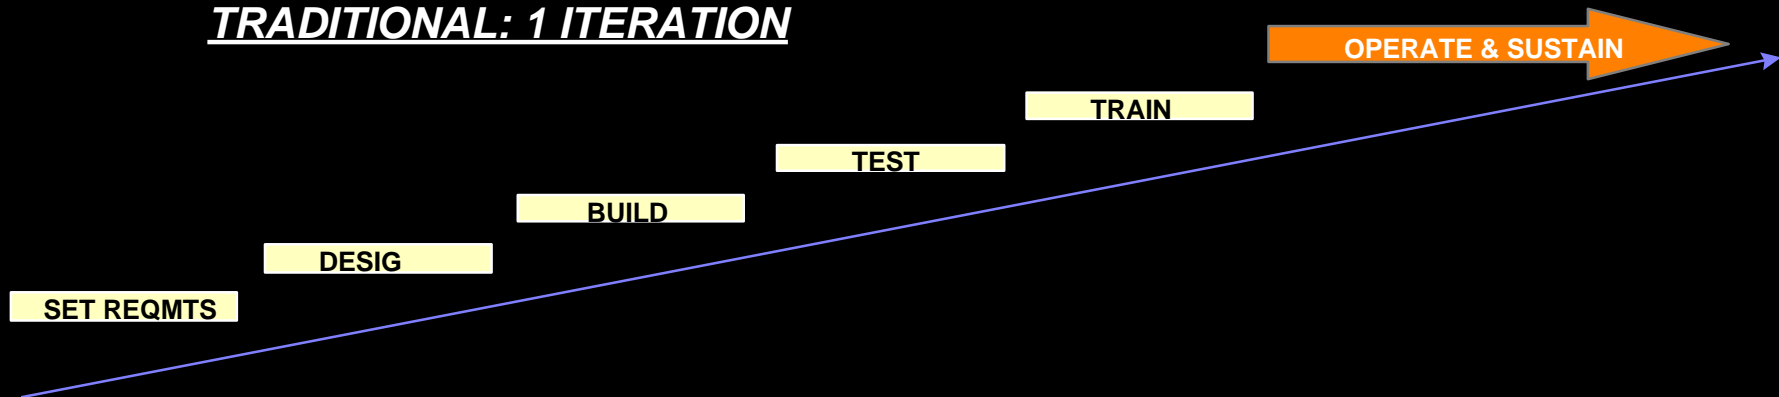 TRADITIONAL: 1 ITERATION
OPERATE & SUSTAIN
TRAIN
TEST
BUILD
DESIG
SET REQMTS